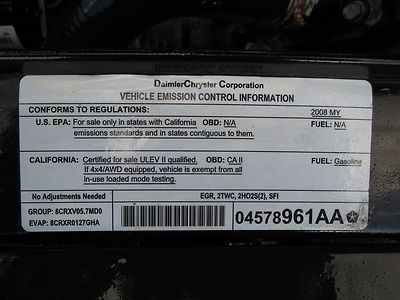 DaimlerChrysler Corporation
VEHICLE EMISSION CONTROL INFORMATION
CONFORMS TO REGULATIONS: 2008 MY
U.S. EPA: For sale only in states with California OBD: N/A FUEL: N/A
emissions standards and in states contiguous to them.
CALIFORNIA: Certified for sale ULEV II qualified. OBD: CA II FUEL: Gasoline
If 4x4/AWD equipped, vehicle is exempt from all
in-use loaded mode testing.
No Adjustments Needed EGR, 2TWC, 2HO2S(2), SFI
GROUP: 8CRXV05.7MD0
EVAP: 8CRXR0127GHA
04578961AA